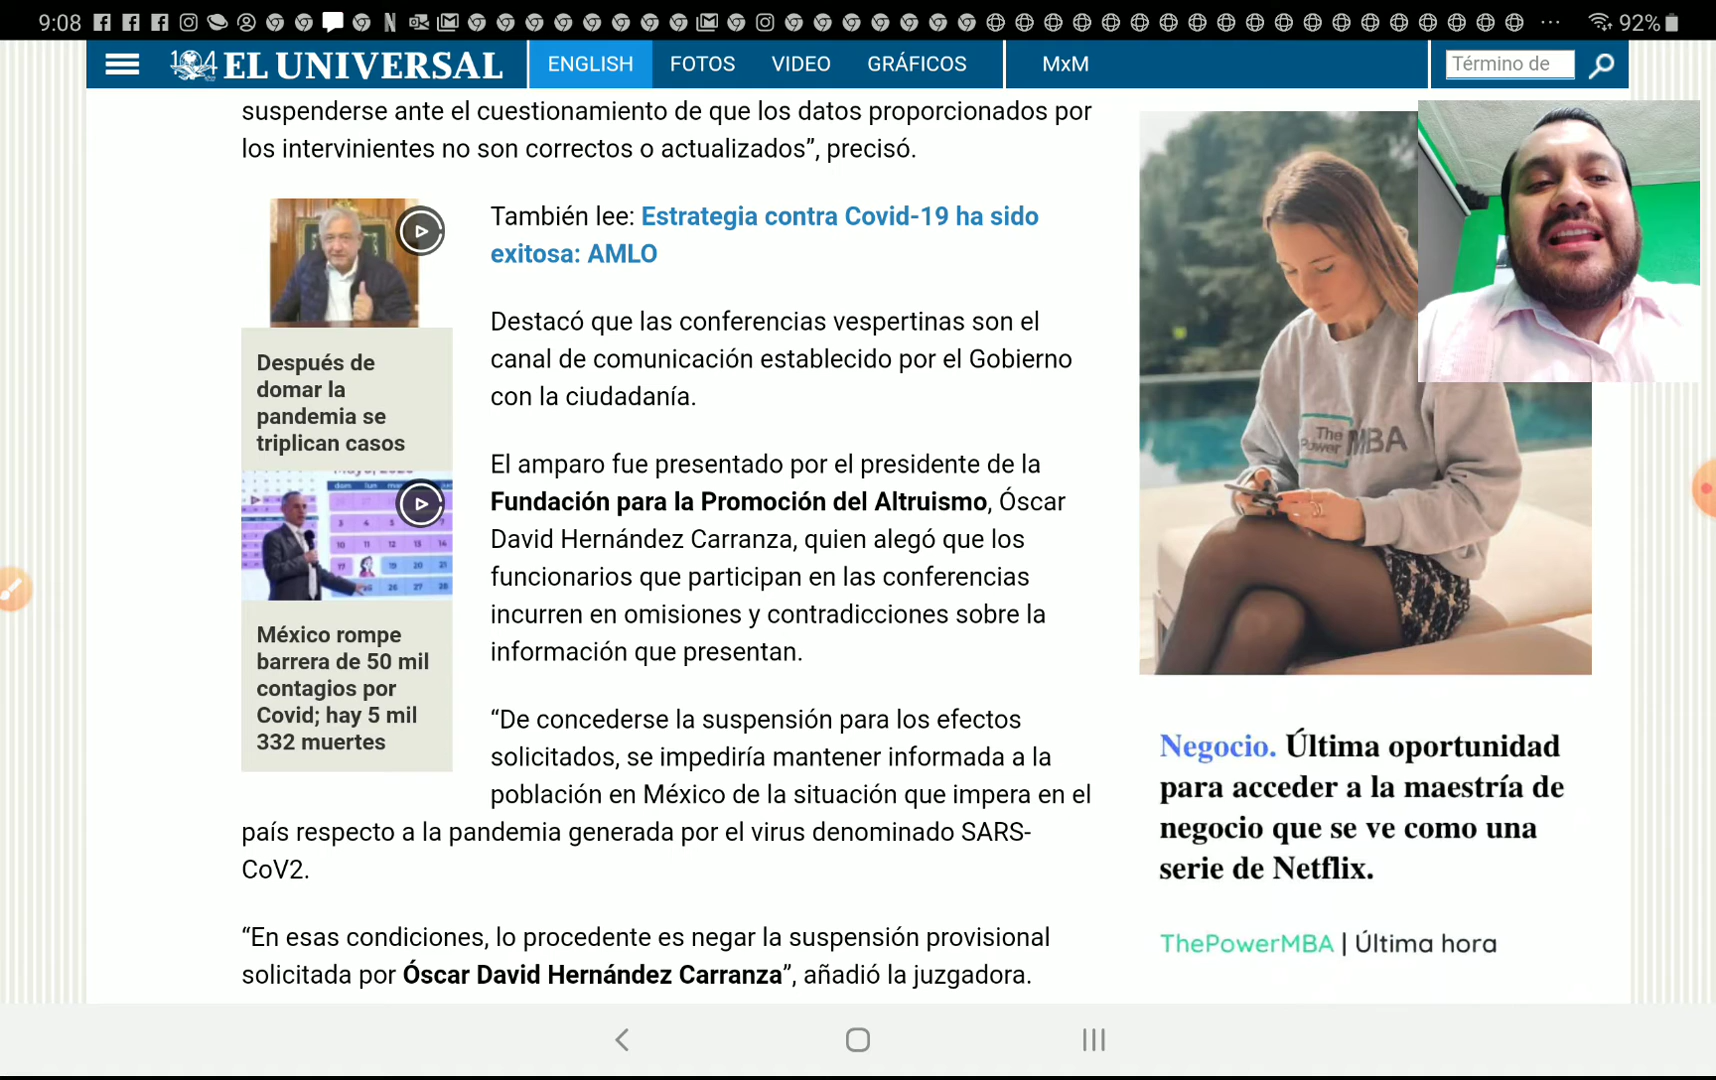 9:08
92%
104 EL UNIVERSAL
ENGLISH
FOTOS
VIDEO
GRÁFICOS
MxM
Término de
suspenderse ante el cuestionamiento de que los datos proporcionados por
los intervinientes no son correctos o actualizados”, precisó.
También lee: Estrategia contra Covid-19 ha sido
exitosa: AMLO
Después de
domar la
pandemia se
triplican casos
Destacó que las conferencias vespertinas son el
canal de comunicación establecido por el Gobierno
con la ciudadanía.
México rompe
barrera de 50 mil
contagios por
Covid; hay 5 mil
332 muertes
El amparo fue presentado por el presidente de la
Fundación para la Promoción del Altruismo, Óscar
David Hernández Carranza, quien alegó que los
funcionarios que participan en las conferencias
incurren en omisiones y contradicciones sobre la
información que presentan.
“De concederse la suspensión para los efectos
solicitados, se impediría mantener informada a la
población en México de la situación que impera en el
país respecto a la pandemia generada por el virus denominado SARS-
CoV2.
“En esas condiciones, lo procedente es negar la suspensión provisional
solicitada por Óscar David Hernández Carranza”, añadió la juzgadora.
The
Power MBA
Negocio. Última oportunidad
para acceder a la maestría de
negocio que se ve como una
serie de Netflix.
ThePowerMBA | Última hora